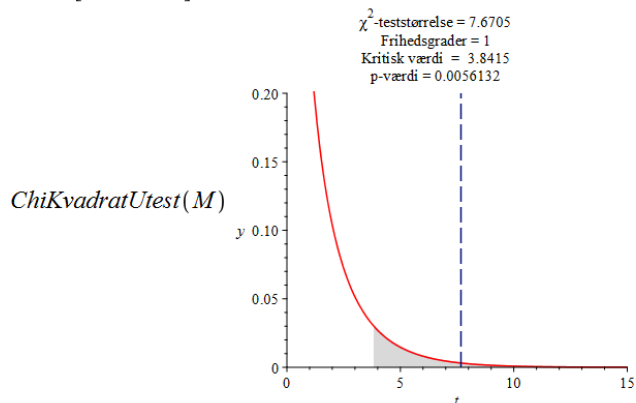 χ²-teststørrelse = 7.6705
Frihedsgrader = 1
Kritisk værdi = 3.8415
p-værdi = 0.0056132
ChiKvadratUtest(M)
y
0.20
0.15
0.10
0.05
0
0 5 10 15
t